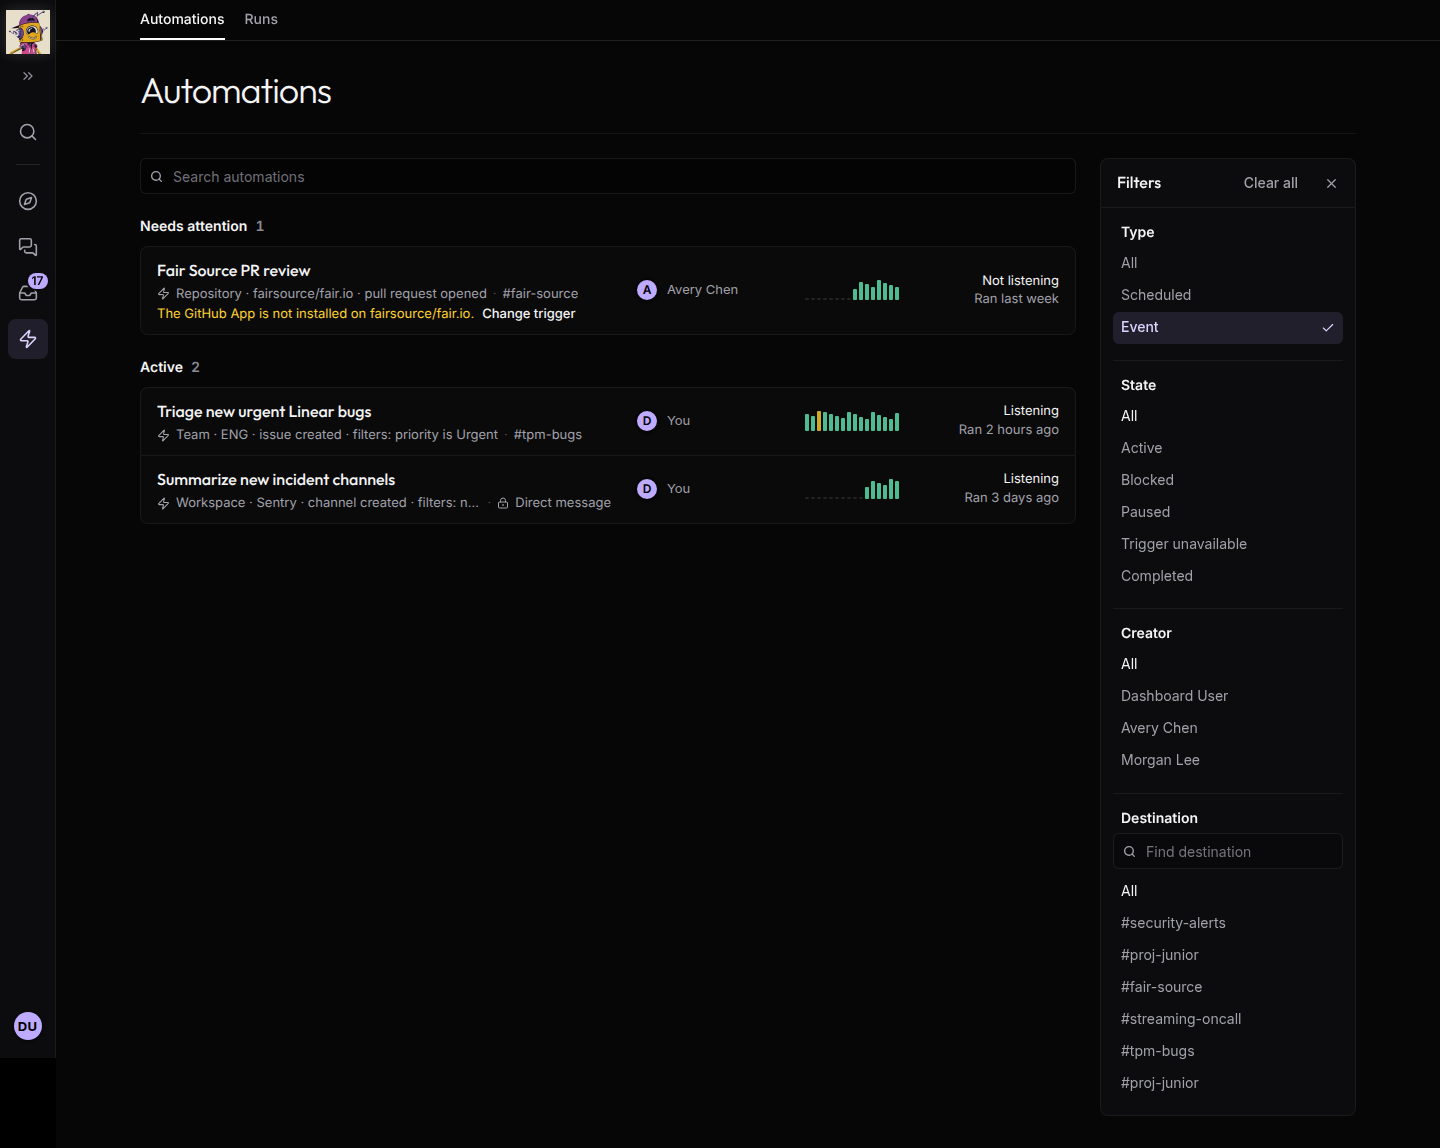 Automations
Runs
Automations
Search automations
Needs attention 1
Fair Source PR review
Repository · fairsource/fair.io · pull request opened · #fair-source
The GitHub App is not installed on fairsource/fair.io. Change trigger
A
Avery Chen
Not listening
Ran last week
Active 2
Triage new urgent Linear bugs
Team · ENG · issue created · filters: priority is Urgent · #tpm-bugs
D
You
Listening
Ran 2 hours ago
Summarize new incident channels
Workspace · Sentry · channel created · filters: n... · Direct message
D
You
Listening
Ran 3 days ago
Filters
Clear all
Type
All
Scheduled
Event
State
All
Active
Blocked
Paused
Trigger unavailable
Completed
Creator
All
Dashboard User
Avery Chen
Morgan Lee
Destination
Find destination
All
#security-alerts
#proj-junior
#fair-source
#streaming-oncall
#tpm-bugs
#proj-junior
17
DU